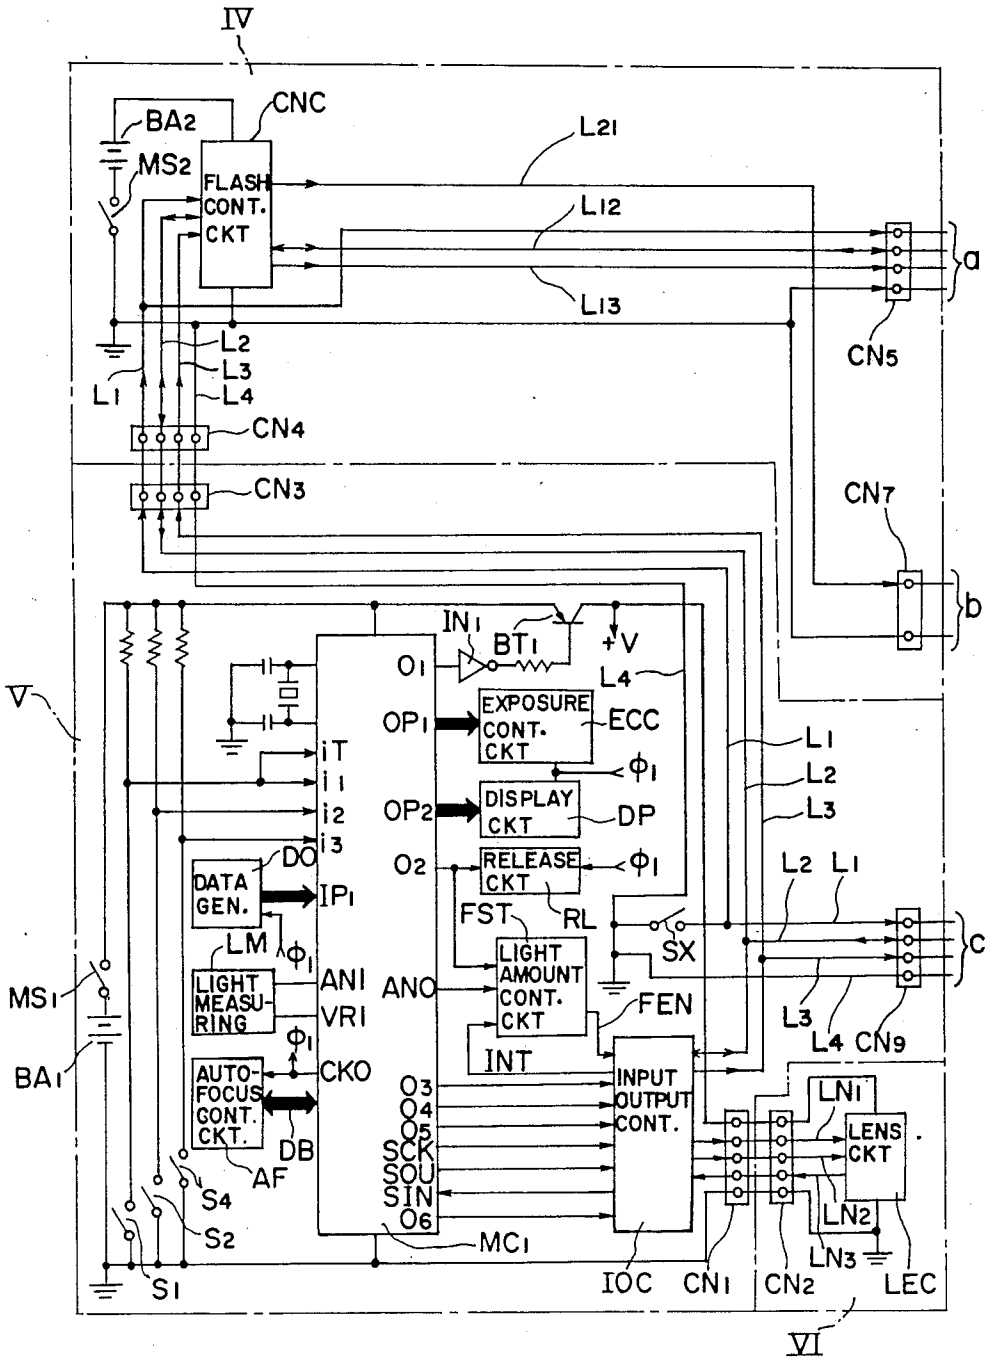 IV
CNC
BA2
MS2
FLASH
CONT.
CKT
L21
L12
L13
a
CN5
L2
L3
L1
L4
CN4
CN3
CN7
b
IN1
BT1
+V
L4
V
O1
OP1
EXPOSURE
CONT.
CKT
ECC
iT
i1
i2
i3
φ1
OP2
DISPLAY
CKT
DP
L1
L2
L3
O2
RELEASE
CKT
φ1
RL
DO
DATA
GEN.
IP1
LM
φ1
FST
LIGHT
AMOUNT
CONT.
CKT
SX
L2
L1
c
L3
L4
CN9
LIGHT
MEASU-
RING
ANI
VRI
ANO
FEN
INT
MS1
BA1
φ1
AUTO-
FOCUS
CONT.
CKT.
CKO
DB
AF
O3
O4
O5
SCK
SOU
SIN
O6
INPUT
OUTPUT
CONT.
LN1
LENS
CKT
LN2
LN3
S4
S2
S1
MC1
IOC
CN1
CN2
LEC
VI